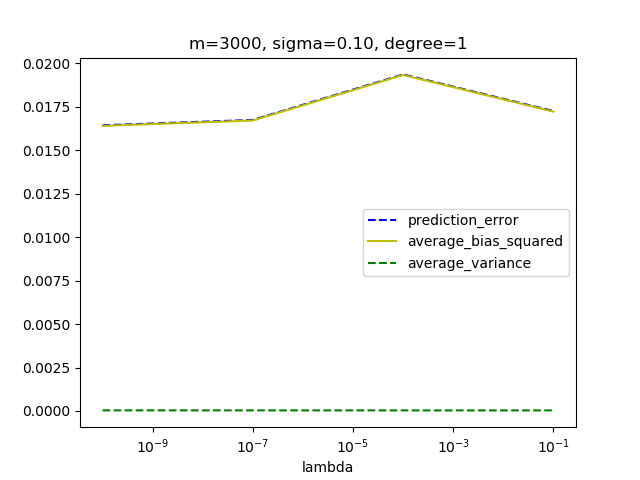 m=3000, sigma=0.10, degree=1
0.0200
0.0175
0.0150
0.0125
0.0100
0.0075
0.0050
0.0025
0.0000
prediction_error
average_bias_squared
average_variance
10⁻⁹ 10⁻⁷ 10⁻⁵ 10⁻³ 10⁻¹
lambda